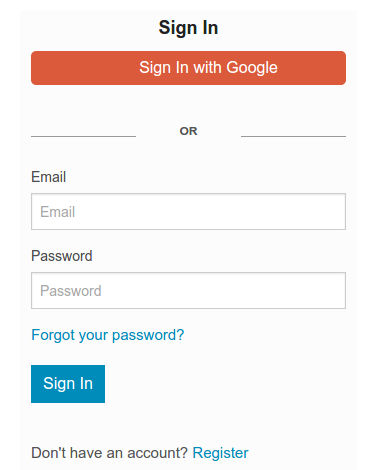 Sign In
Sign In with Google
OR
Email
Email
Password
Password
Forgot your password?
Sign In
Don't have an account? Register